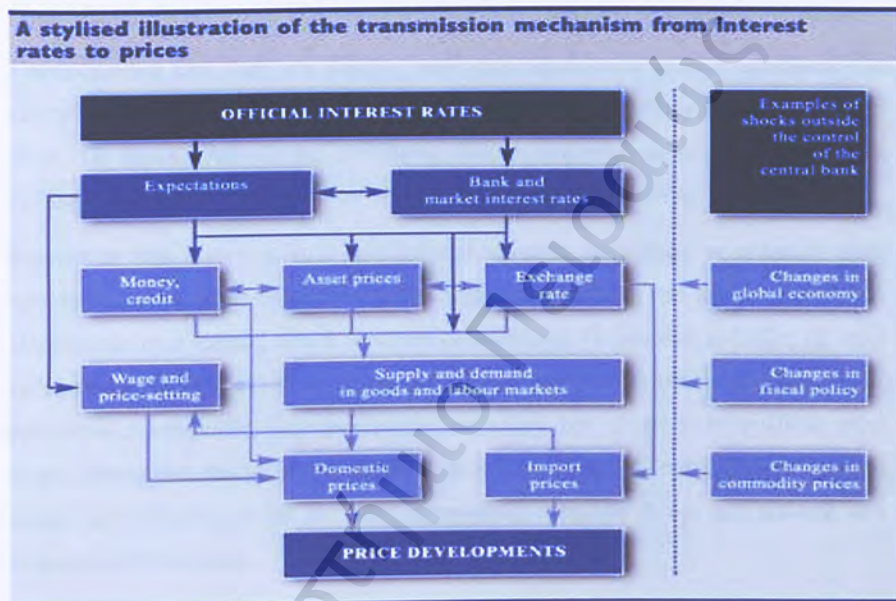 A stylised illustration of the transmission mechanism from interest
rates to prices
OFFICIAL INTEREST RATES
Examples of
shocks outside
the control
of the
central bank
Expectations
Bank and
market interest rates
Money,
credit
Asset prices
Exchange
rate
Changes in
global economy
Wage and
price-setting
Supply and demand
in goods and labour markets
Changes in
fiscal policy
Domestic
prices
Import
prices
Changes in
commodity prices
PRICE DEVELOPMENTS
Πειραιώς